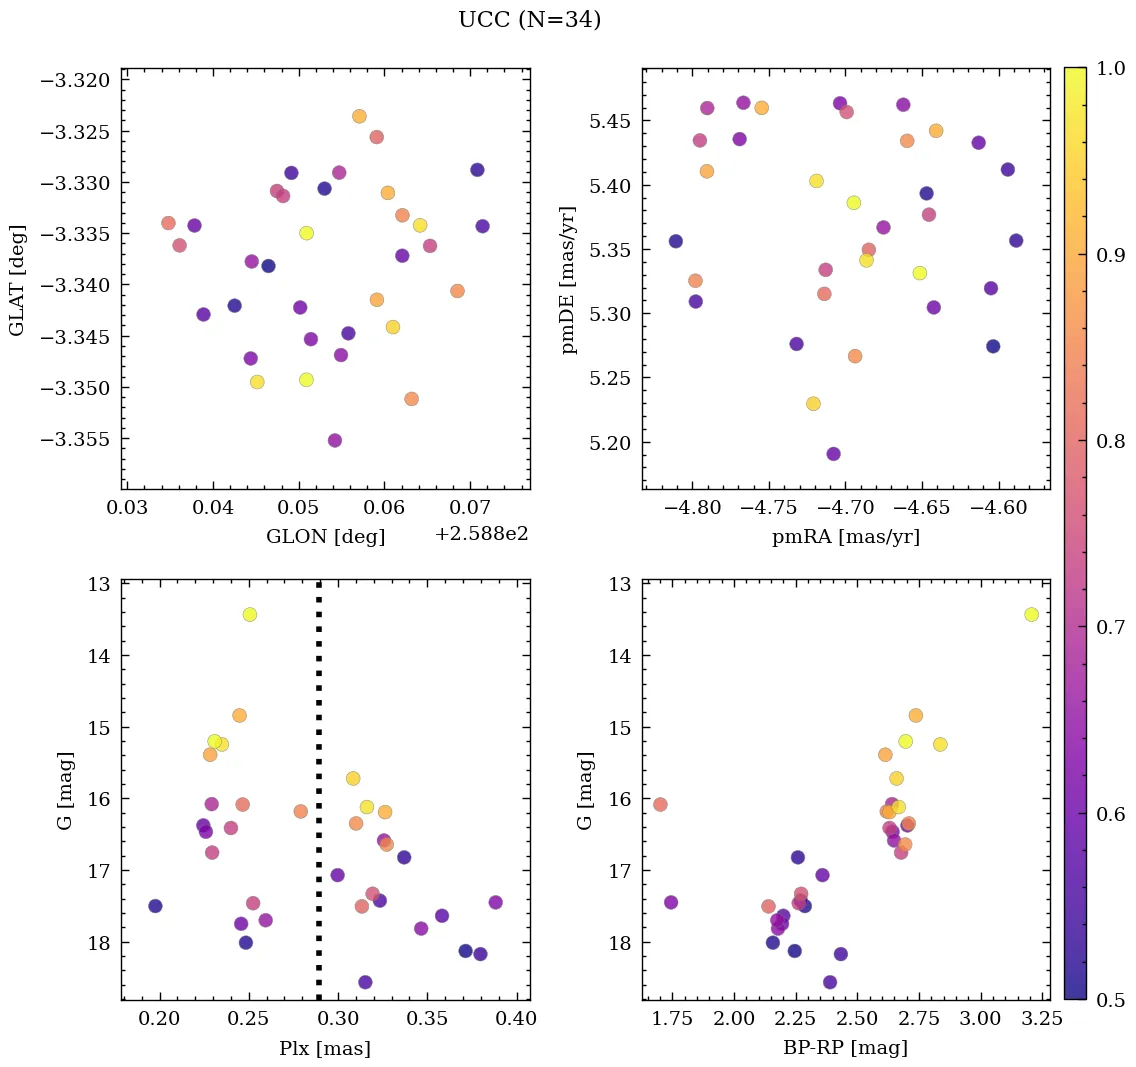 UCC (N=34)
−3.320
−3.325
−3.330
−3.335
−3.340
−3.345
−3.350
−3.355
GLAT [deg]
0.03 0.04 0.05 0.06 0.07
GLON [deg]
+2.588e2
5.45
5.40
5.35
5.30
5.25
5.20
pmDE [mas/yr]
−4.80 −4.75 −4.70 −4.65 −4.60
pmRA [mas/yr]
13
14
15
16
17
18
G [mag]
0.20 0.25 0.30 0.35 0.40
Plx [mas]
13
14
15
16
17
18
G [mag]
1.75 2.00 2.25 2.50 2.75 3.00 3.25
BP-RP [mag]
1.0
0.9
0.8
0.7
0.6
0.5